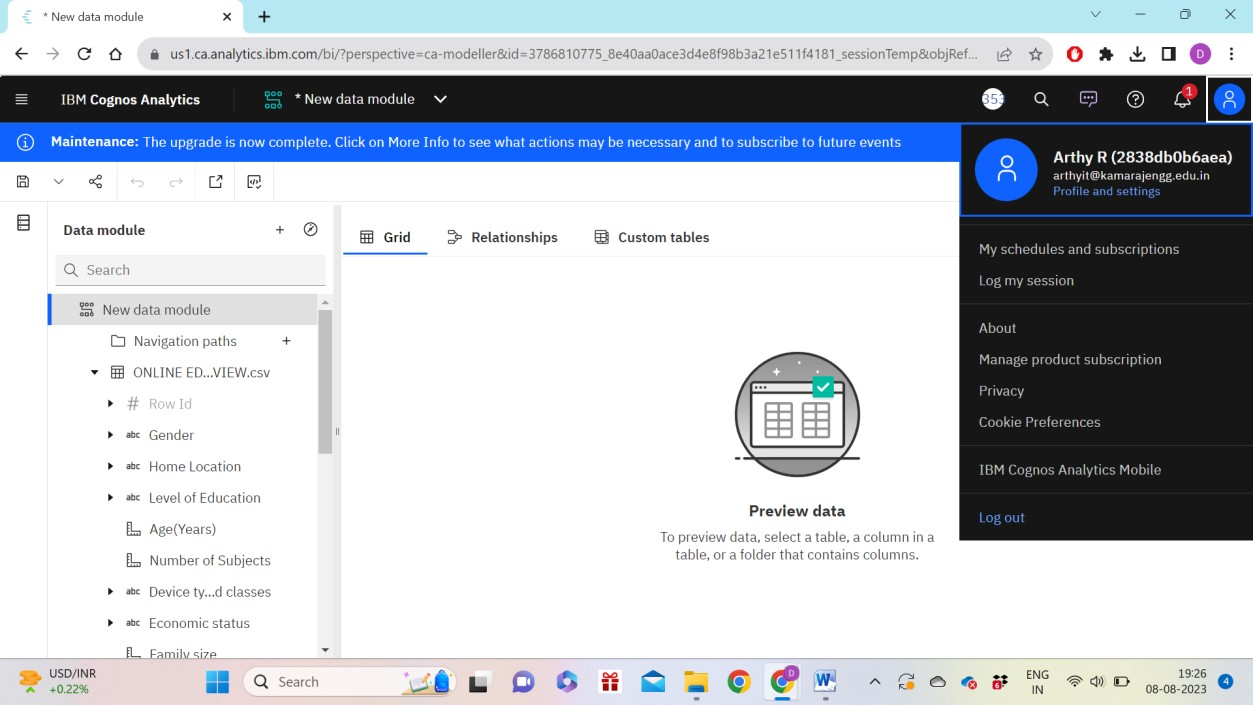 * New data module
us1.ca.analytics.ibm.com/bi/?perspective=ca-modeller&id=3786810775_8e40aa0ace3d4e8f98b3a21e511f4181_sessionTemp&objRef...
D
IBM Cognos Analytics
* New data module
353
1
Maintenance: The upgrade is now complete. Click on More Info to see what actions may be necessary and to subscribe to future events
Arthy R (2838db0b6aea)
arthyit@kamarajengg.edu.in
Profile and settings
My schedules and subscriptions
Log my session
About
Manage product subscription
Privacy
Cookie Preferences
IBM Cognos Analytics Mobile
Log out
Data module
Search
New data module
Navigation paths
ONLINE ED...VIEW.csv
# Row Id
abc Gender
abc Home Location
abc Level of Education
Age(Years)
Number of Subjects
abc Device ty...d classes
abc Economic status
Family size
Grid
Relationships
Custom tables
Preview data
To preview data, select a table, a column in a
table, or a folder that contains columns.
USD/INR
+0.22%
Search
D
W
6
ENG
IN
19:26
08-08-2023
4